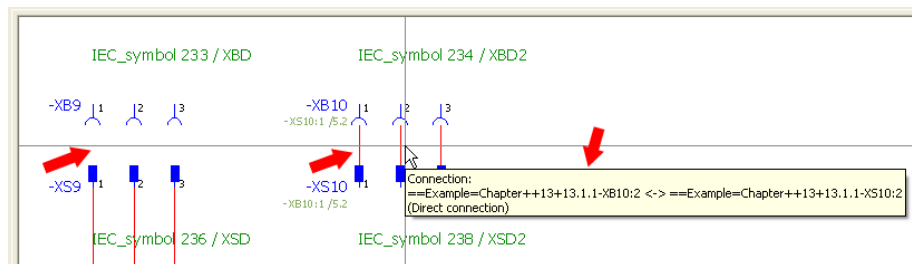 IEC_symbol 233 / XBD
IEC_symbol 234 / XBD2
-XB9 1 2 3
-XB10 1 2 3
-XS10:1 /5.2
-XS9 1 2 3
-XS10 1
-XB10:1 /5.2
Connection:
==Example=Chapter++13+13.1.1-XB10:2 <-> ==Example=Chapter++13+13.1.1-XS10:2
(Direct connection)
IEC_symbol 236 / XSD
IEC_symbol 238 / XSD2